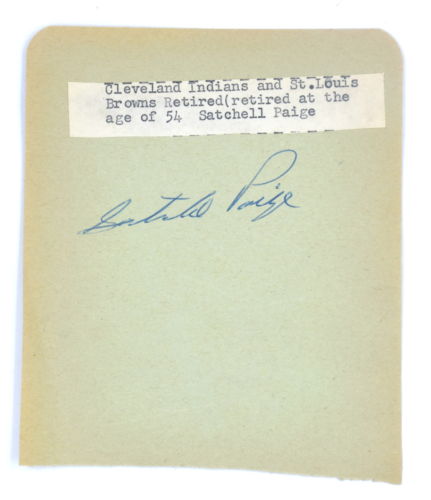 Cleveland Indians and St.Louis
Browns Retired(retired at the
age of 54 Satchell Paige
Satchel Paige